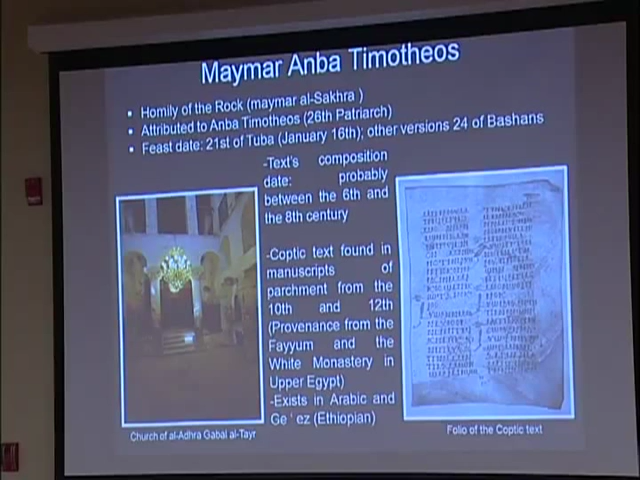 Maymar Anba Timotheos
• Homily of the Rock (maymar al-Sakhra )
• Attributed to Anba Timotheos (26th Patriarch)
• Feast date: 21st of Tuba (January 16th); other versions 24 of Bashans
-Text's composition
date: probably
between the 6th and
the 8th century
-Coptic text found in
manuscripts of
parchment from the
10th and 12th
(Provenance from the
Fayyum and the
White Monastery in
Upper Egypt)
-Exists in Arabic and
Ge ' ez (Ethiopian)
Church of al-Adhra Gabal al-Tayr
Folio of the Coptic text